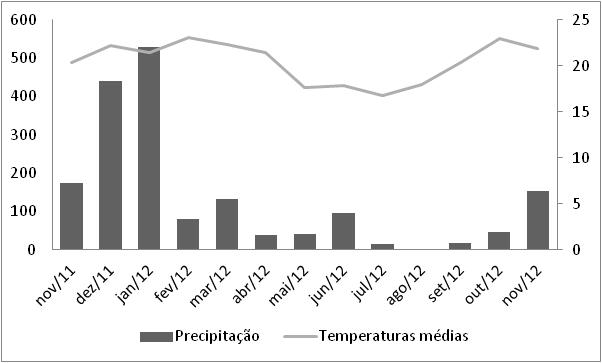 600
500
400
300
200
100
0
25
20
15
10
5
0
nov/11
dez/11
jan/12
fev/12
mar/12
abr/12
mai/12
jun/12
jul/12
ago/12
set/12
out/12
nov/12
Precipitação
Temperaturas médias